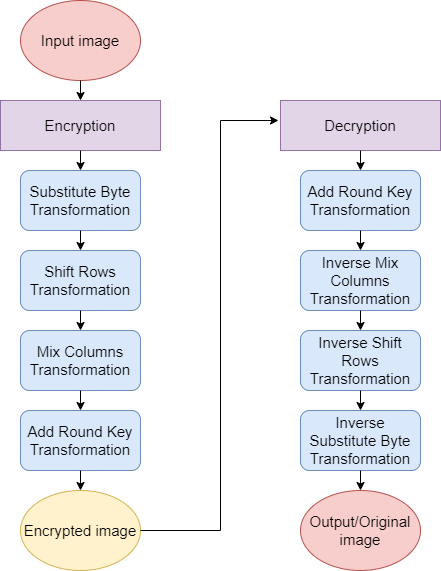 Input image
Encryption
Substitute Byte
Transformation
Shift Rows
Transformation
Mix Columns
Transformation
Add Round Key
Transformation
Encrypted image
Decryption
Add Round Key
Transformation
Inverse Mix
Columns
Transformation
Inverse Shift
Rows
Transformation
Inverse
Substitute Byte
Transformation
Output/Original
image